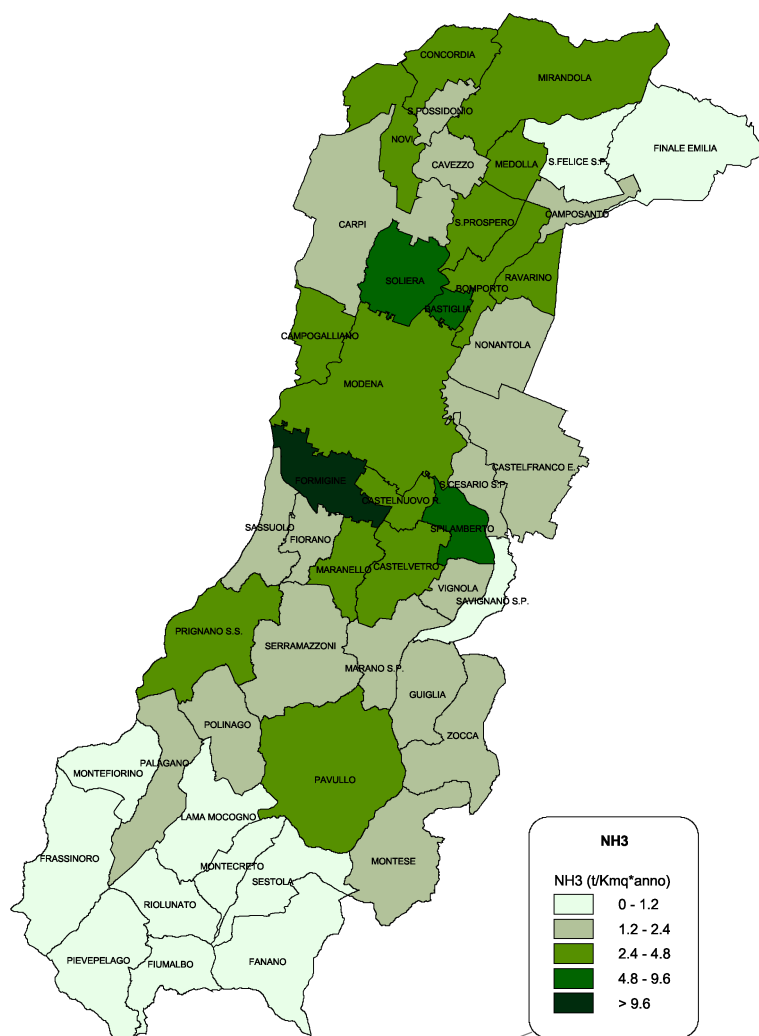 CONCORDIA
MIRANDOLA
S.POSSIDONIO
NOVI
S.FELICE S.P.
FINALE EMILIA
CAVEZZO
MEDOLLA
CAMPOSANTO
CARPI
S.PROSPERO
SOLIERA
RAVARINO
BOMPORTO
BASTIGLIA
CAMPOGALLIANO
NONANTOLA
MODENA
CASTELFRANCO E.
FORMIGINE
S.CESARIO S.P.
CASTELNUOVO R.
SASSUOLO
SPILAMBERTO
FIORANO
MARANELLO
CASTELVETRO
VIGNOLA
SAVIGNANO S.P.
PRIGNANO S.S.
SERRAMAZZONI
MARANO S.P.
GUIGLIA
POLINAGO
ZOCCA
PALAGANO
MONTEFIORINO
PAVULLO
LAMA MOCOGNO
FRASSINORO
MONTECRETO
MONTESE
SESTOLA
RIOLUNATO
PIEVEPELAGO
FIUMALBO
FANANO
NH3
NH3 (t/Kmq*anno)
0 - 1.2
1.2 - 2.4
2.4 - 4.8
4.8 - 9.6
> 9.6